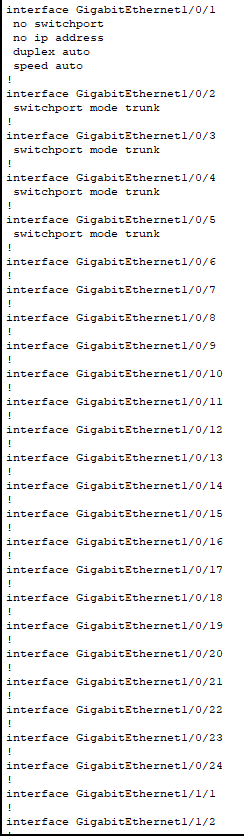 interface GigabitEthernet1/0/1
 no switchport
 no ip address
 duplex auto
 speed auto
!
interface GigabitEthernet1/0/2
 switchport mode trunk
!
interface GigabitEthernet1/0/3
 switchport mode trunk
!
interface GigabitEthernet1/0/4
 switchport mode trunk
!
interface GigabitEthernet1/0/5
 switchport mode trunk
!
interface GigabitEthernet1/0/6
!
interface GigabitEthernet1/0/7
!
interface GigabitEthernet1/0/8
!
interface GigabitEthernet1/0/9
!
interface GigabitEthernet1/0/10
!
interface GigabitEthernet1/0/11
!
interface GigabitEthernet1/0/12
!
interface GigabitEthernet1/0/13
!
interface GigabitEthernet1/0/14
!
interface GigabitEthernet1/0/15
!
interface GigabitEthernet1/0/16
!
interface GigabitEthernet1/0/17
!
interface GigabitEthernet1/0/18
!
interface GigabitEthernet1/0/19
!
interface GigabitEthernet1/0/20
!
interface GigabitEthernet1/0/21
!
interface GigabitEthernet1/0/22
!
interface GigabitEthernet1/0/23
!
interface GigabitEthernet1/0/24
!
interface GigabitEthernet1/1/1
!
interface GigabitEthernet1/1/2